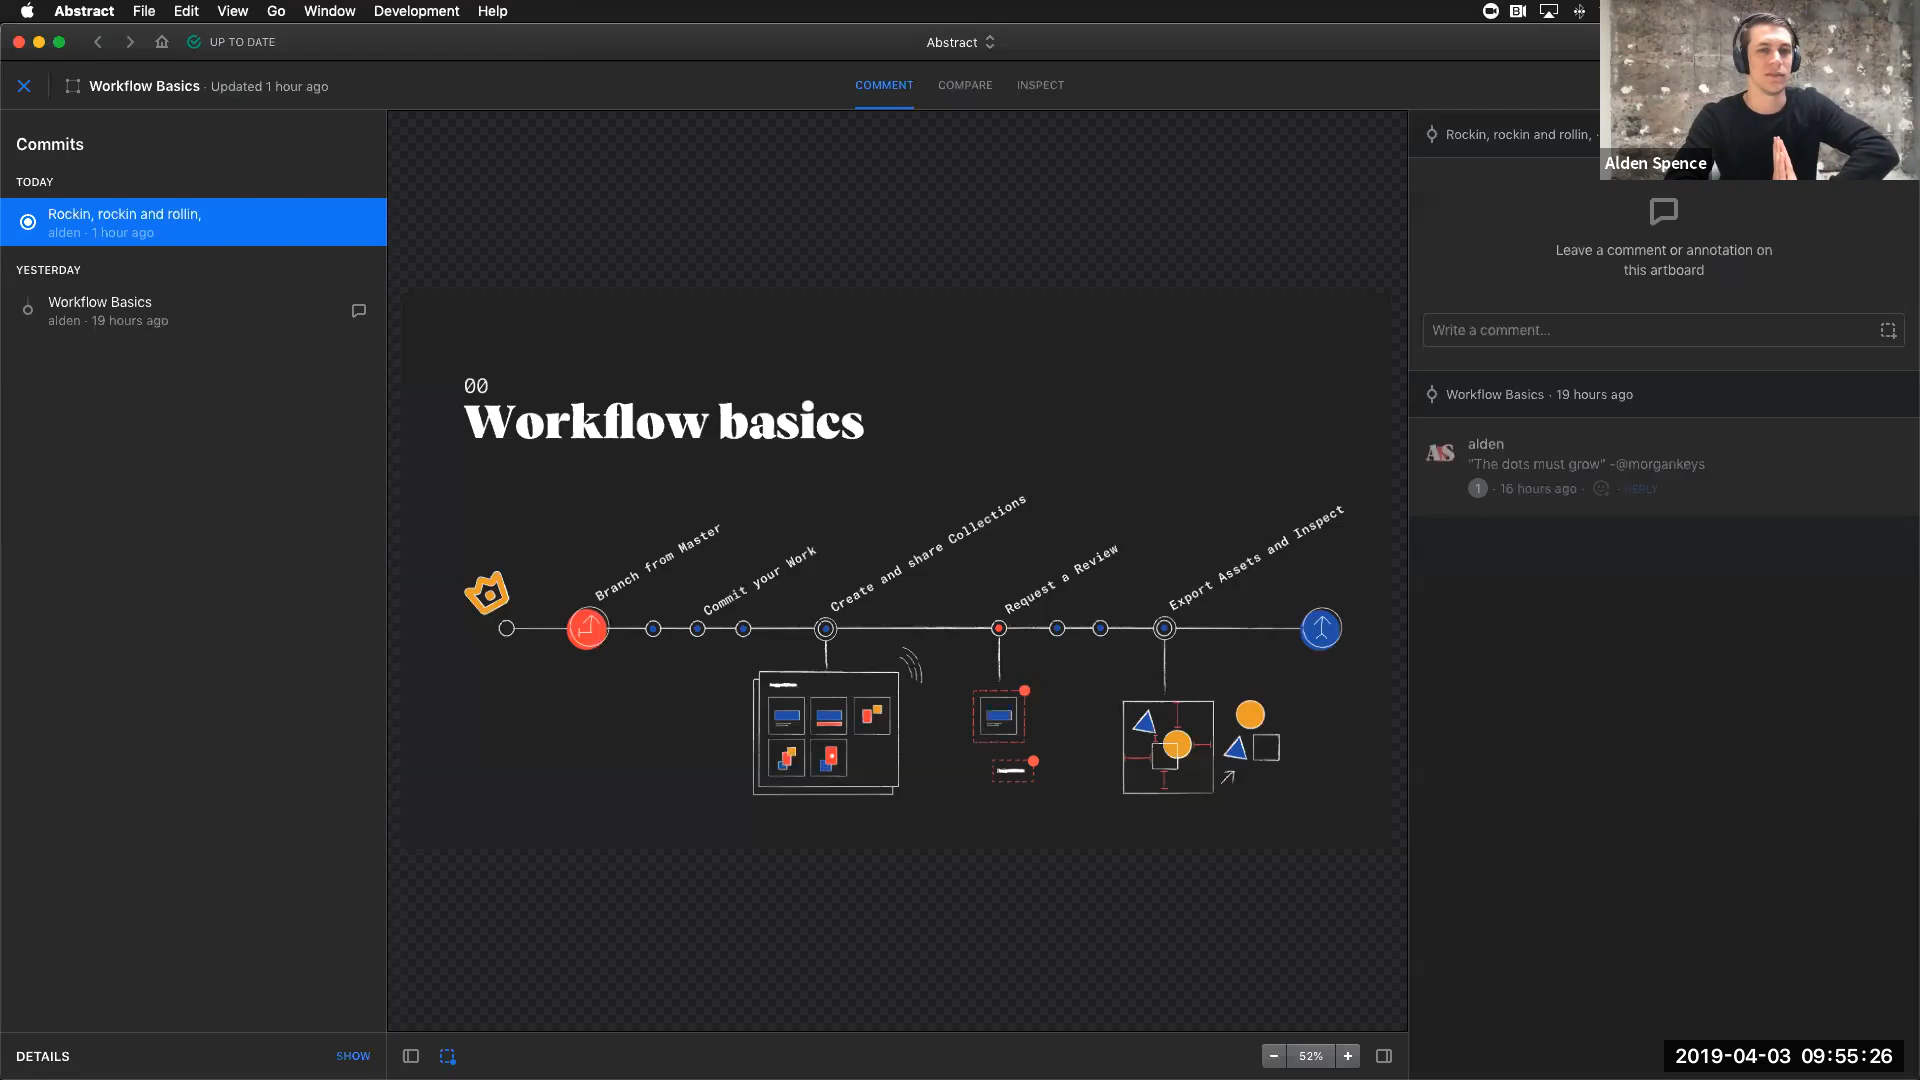 Abstract File Edit View Go Window Development Help
UP TO DATE
Abstract
Workflow Basics · Updated 1 hour ago
COMMENT COMPARE INSPECT
Alden Spence
Commits
TODAY
Rockin, rockin and rollin,
alden · 1 hour ago
YESTERDAY
Workflow Basics
alden · 19 hours ago
00
Workflow basics
Branch from Master
Commit your Work
Create and share Collections
Request a Review
Export Assets and Inspect
Rockin, rockin and rollin, ·
Leave a comment or annotation on
this artboard
Write a comment...
Workflow Basics · 19 hours ago
AS
alden
"The dots must grow" -@morgankeys
1 · 16 hours ago · REPLY
DETAILS SHOW
52%
2019-04-03 09:55:26